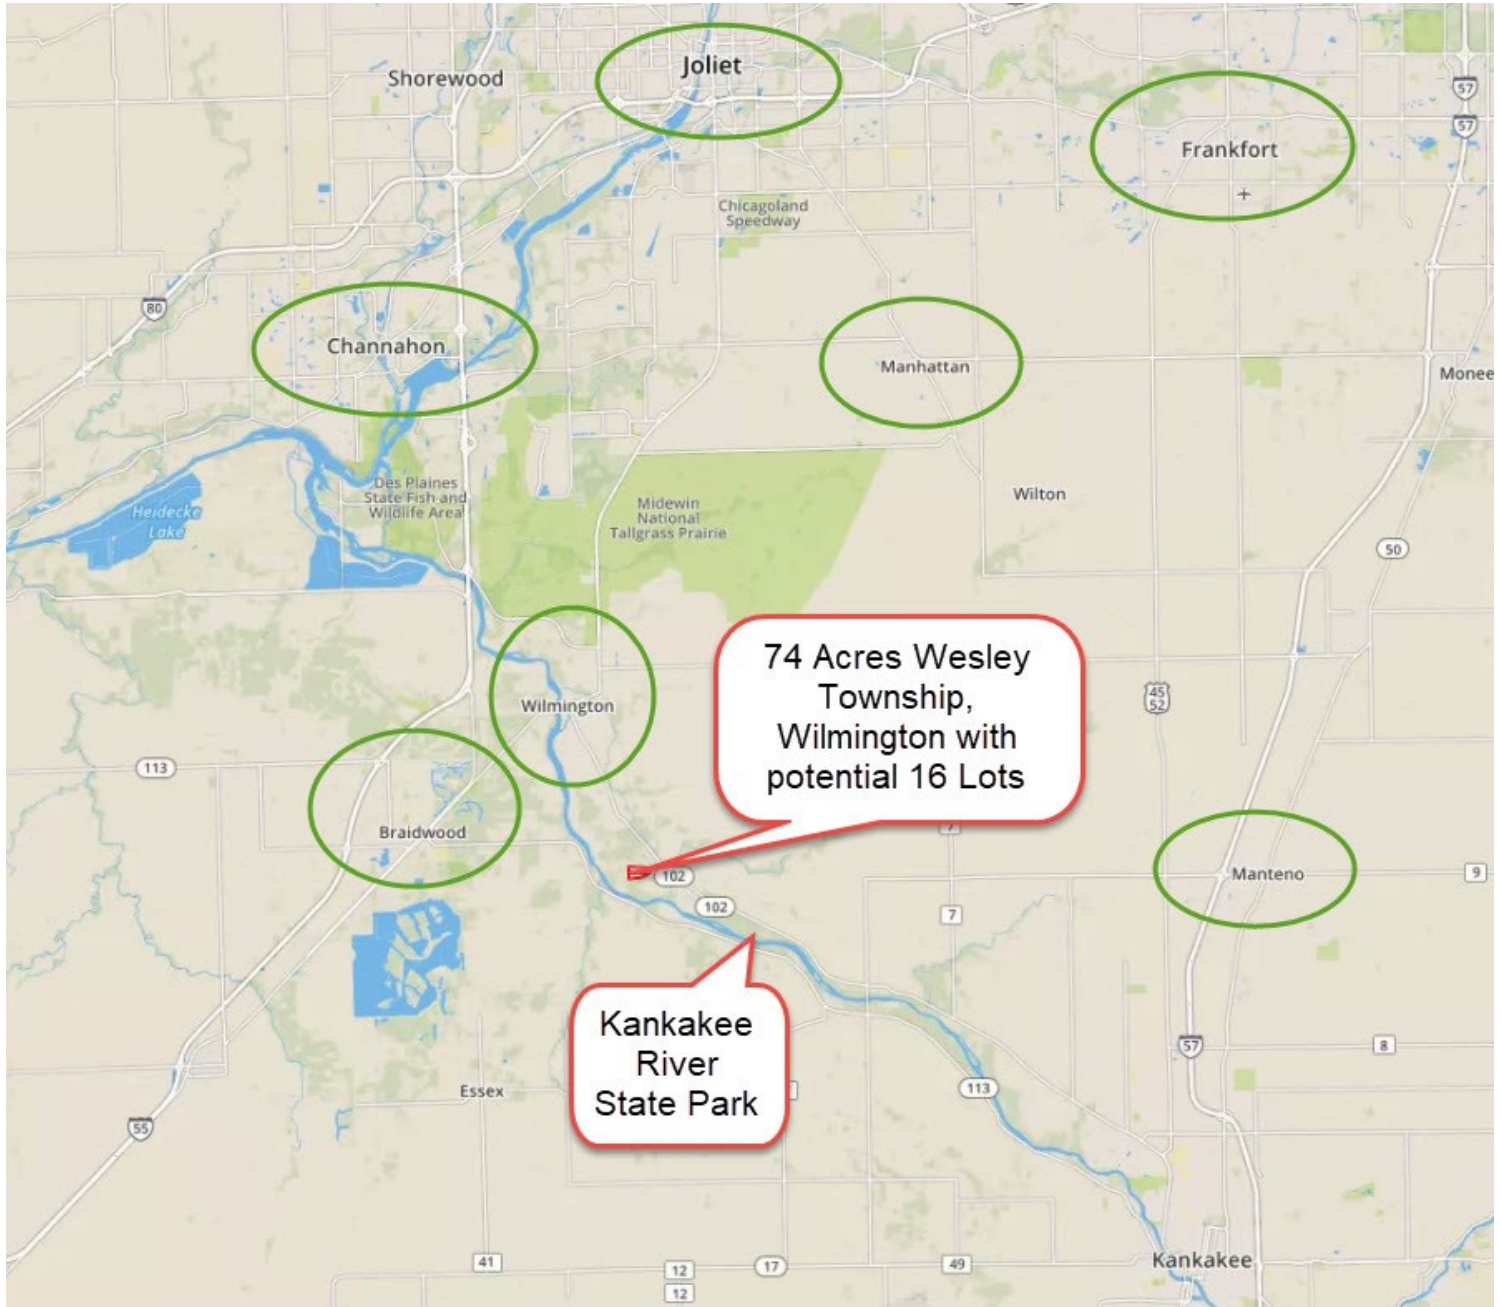 Joliet
Shorewood
57
57
Frankfort
Chicagoland
Speedway
80
Channahon
Manhattan
Monee
Des Plaines
State Fish and
Wildlife Area
Heidecke
Lake
Midewin
National
Tallgrass Prairie
Wilton
50
74 Acres Wesley
Township,
Wilmington with
potential 16 Lots
45
52
Wilmington
113
Braidwood
7
102
Manteno
9
102
7
Kankakee
River
State Park
57
8
Essex
113
55
Kankakee
41
12
17
49
12